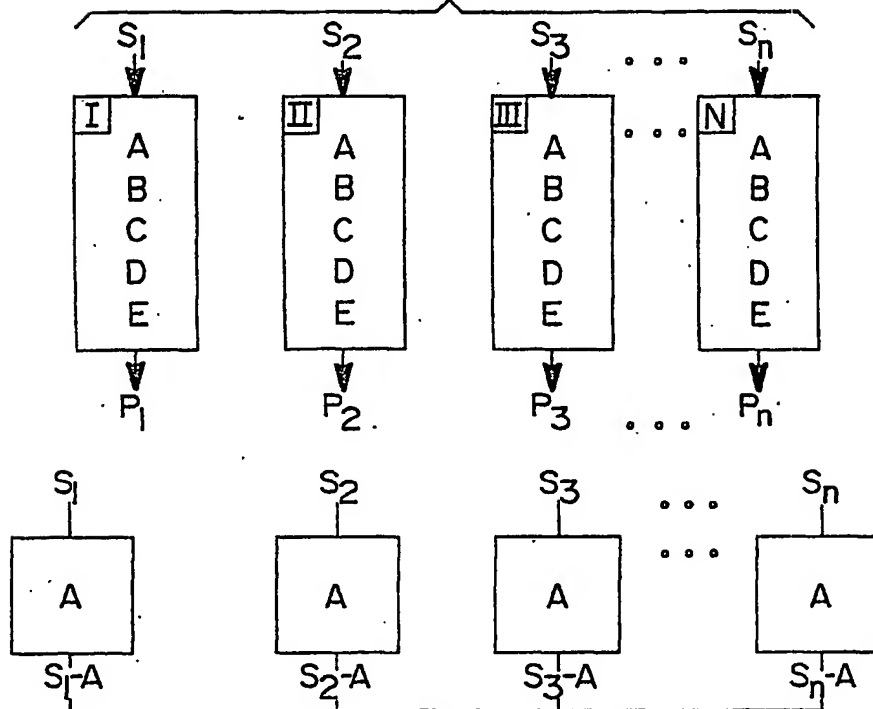 S₁ S₂ S₃ ... Sₙ
I II III ... N
A A A A
B B B B
C C C C
D D D D
E E E E
P₁ P₂ P₃ ... Pₙ
S₁ S₂ S₃ ... Sₙ
...
A A A A
S₁-A S₂-A S₃-A Sₙ-A